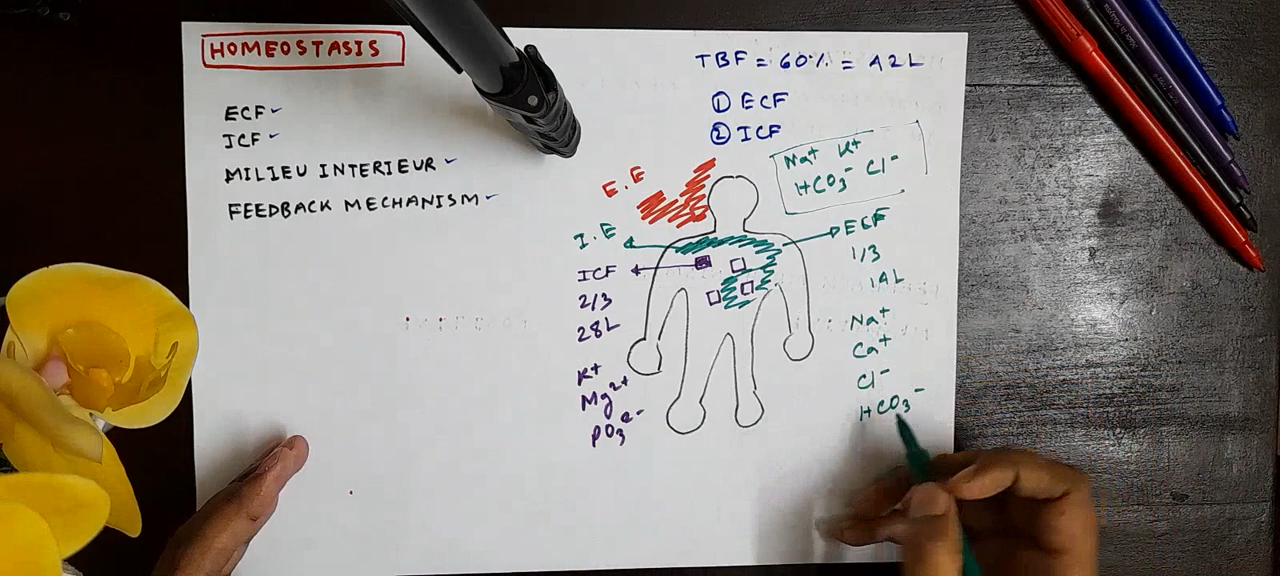 HOMEOSTASIS
ECF
ICF
MILIEU INTERIEUR
FEEDBACK MECHANISM
TBF = 60% = 42L
① ECF
② ICF
Na+ K+
HCO3- Cl-
E.E
I.E
ICF
2/3
28L
K+
Mg2+
ECF
1/3
14L
Na+
Ca+
Cl-
HCO3-